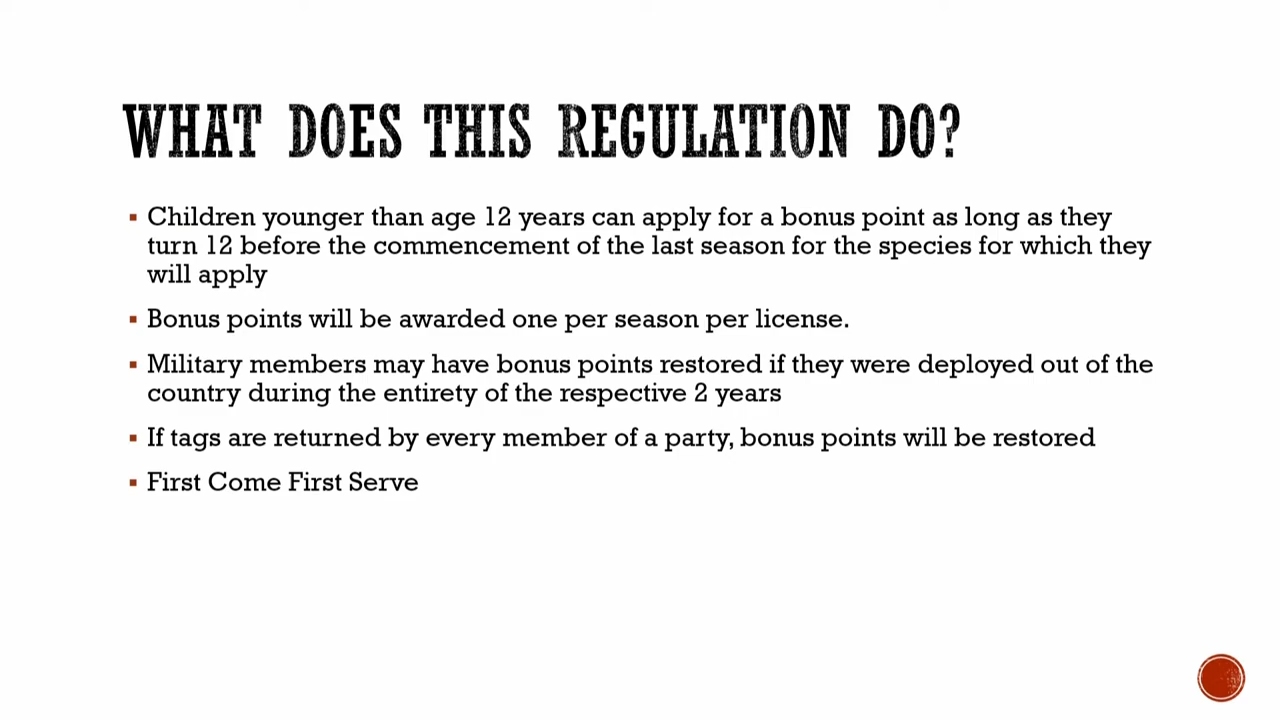 WHAT DOES THIS REGULATION DO?
▪ Children younger than age 12 years can apply for a bonus point as long as they
turn 12 before the commencement of the last season for the species for which they
will apply
▪ Bonus points will be awarded one per season per license.
▪ Military members may have bonus points restored if they were deployed out of the
country during the entirety of the respective 2 years
▪ If tags are returned by every member of a party, bonus points will be restored
▪ First Come First Serve